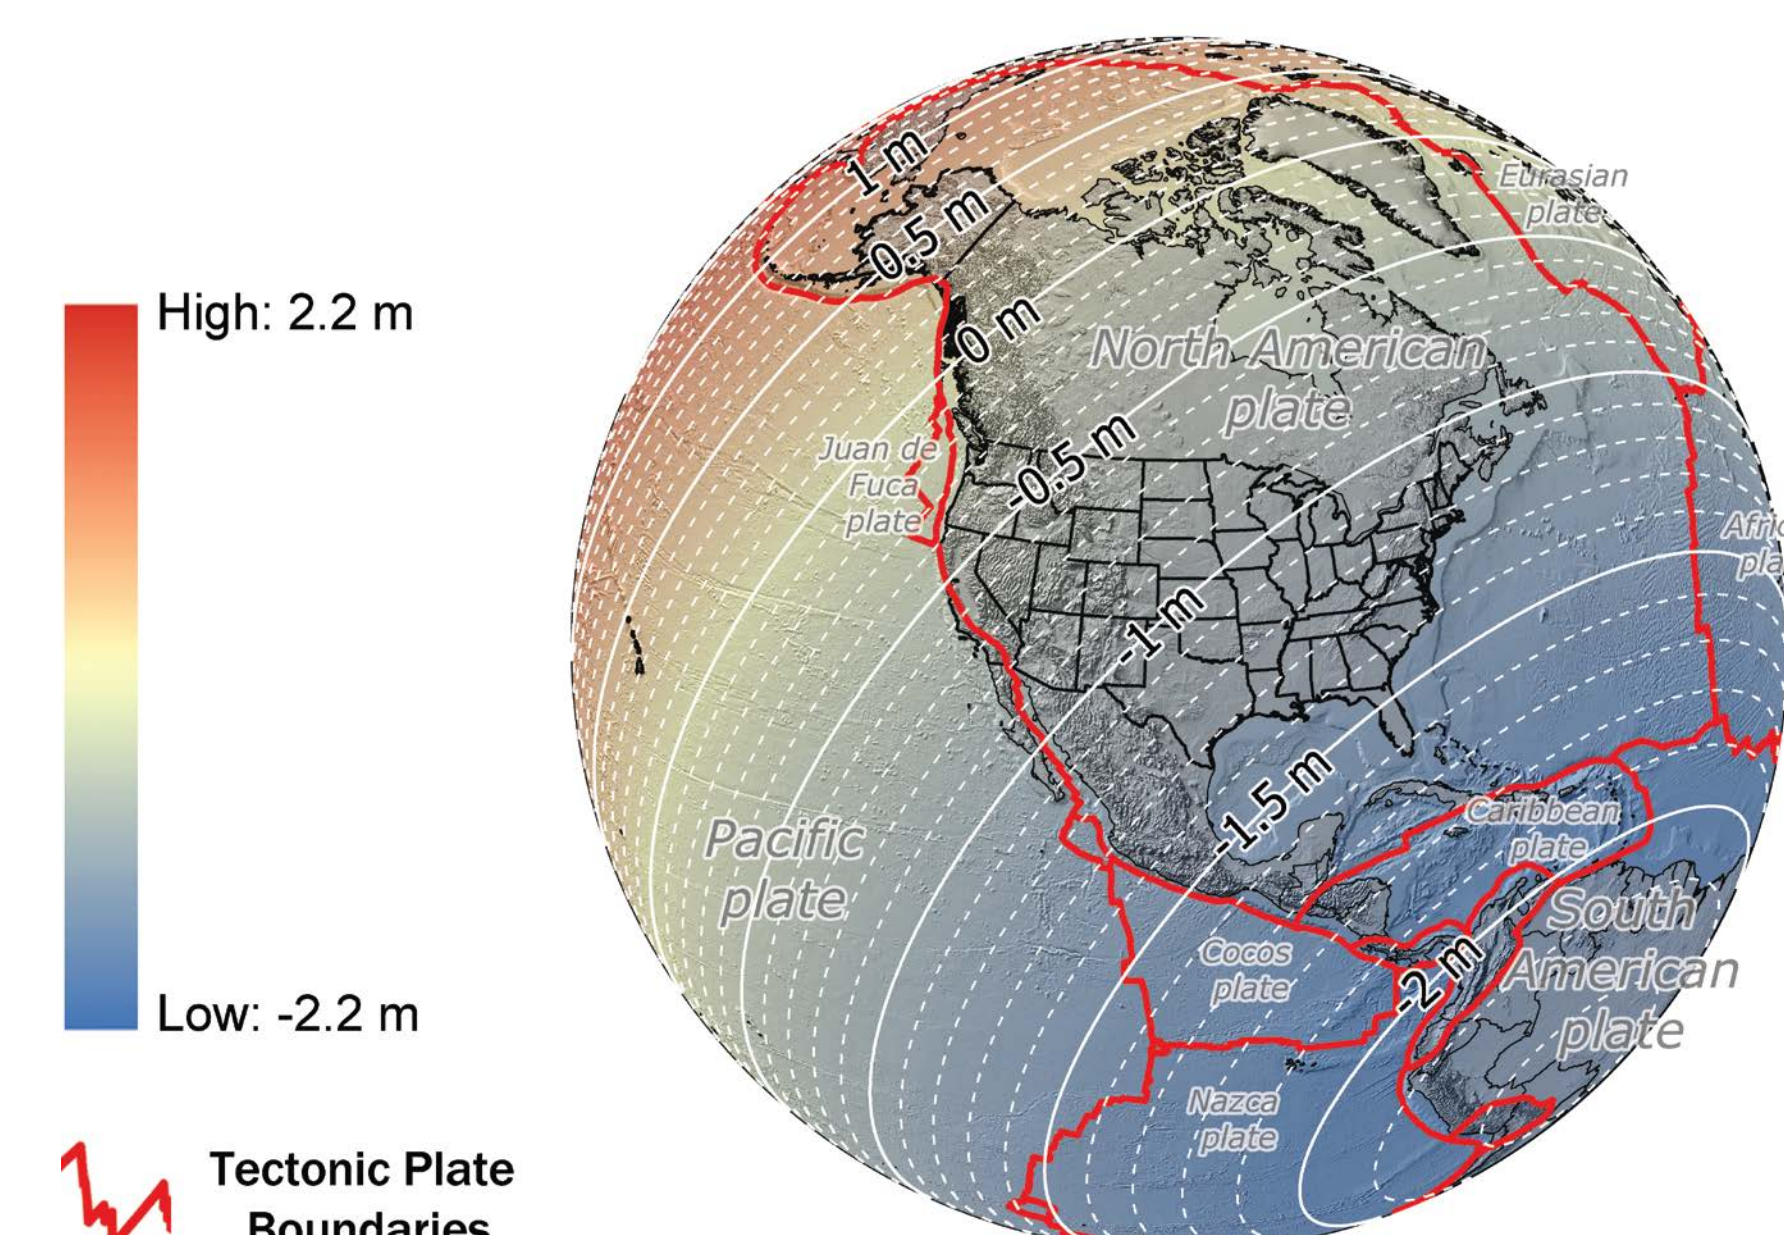 High: 2.2 m
Low: -2.2 m
Tectonic Plate
Boundaries
1 m
0.5 m
0 m
-0.5 m
-1 m
-1.5 m
-2 m
Eurasian
plate
North American
plate
Juan de
Fuca
plate
Pacific
plate
Caribbean
plate
South
American
plate
Cocos
plate
Nazca
plate